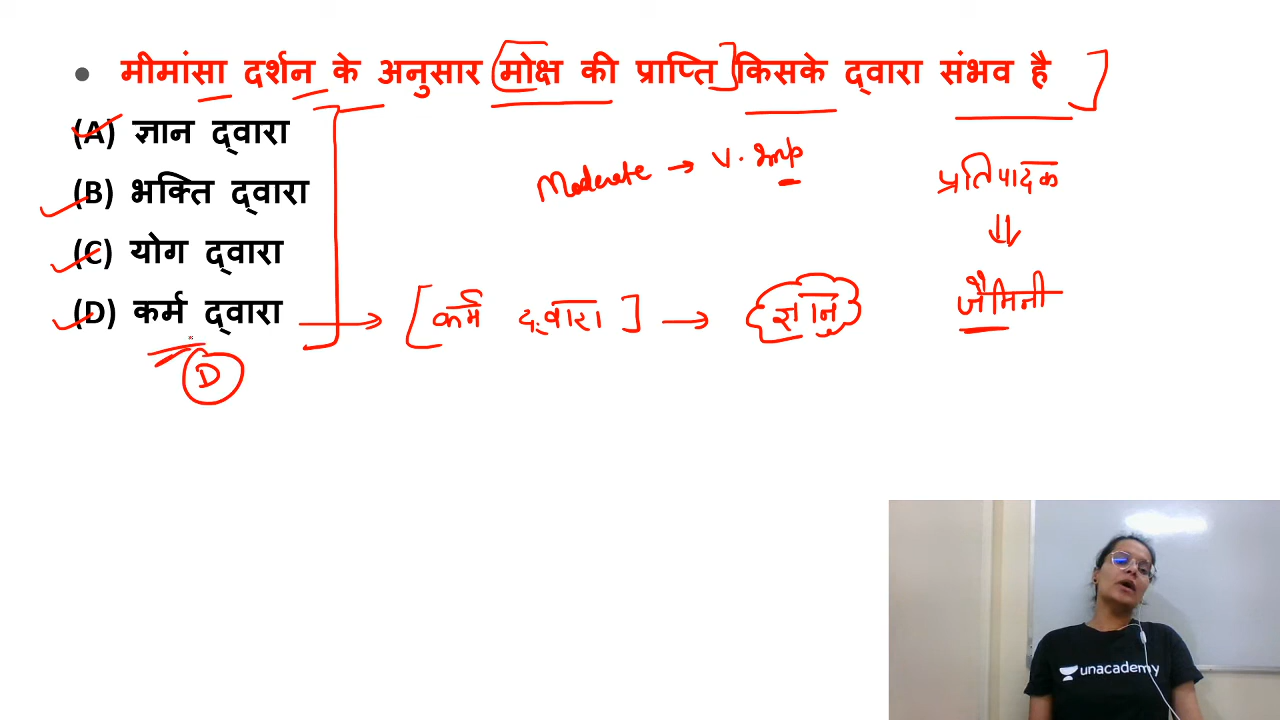 मीमांसा दर्शन के अनुसार मोक्ष की प्राप्ति किसके द्वारा संभव है
(A) ज्ञान द्वारा
(B) भक्ति द्वारा
(C) योग द्वारा
(D) कर्म द्वारा
Moderate → V. Imp
प्रतिपादक
जैमिनी
कर्म द्वारा → ज्ञान
D
unacademy